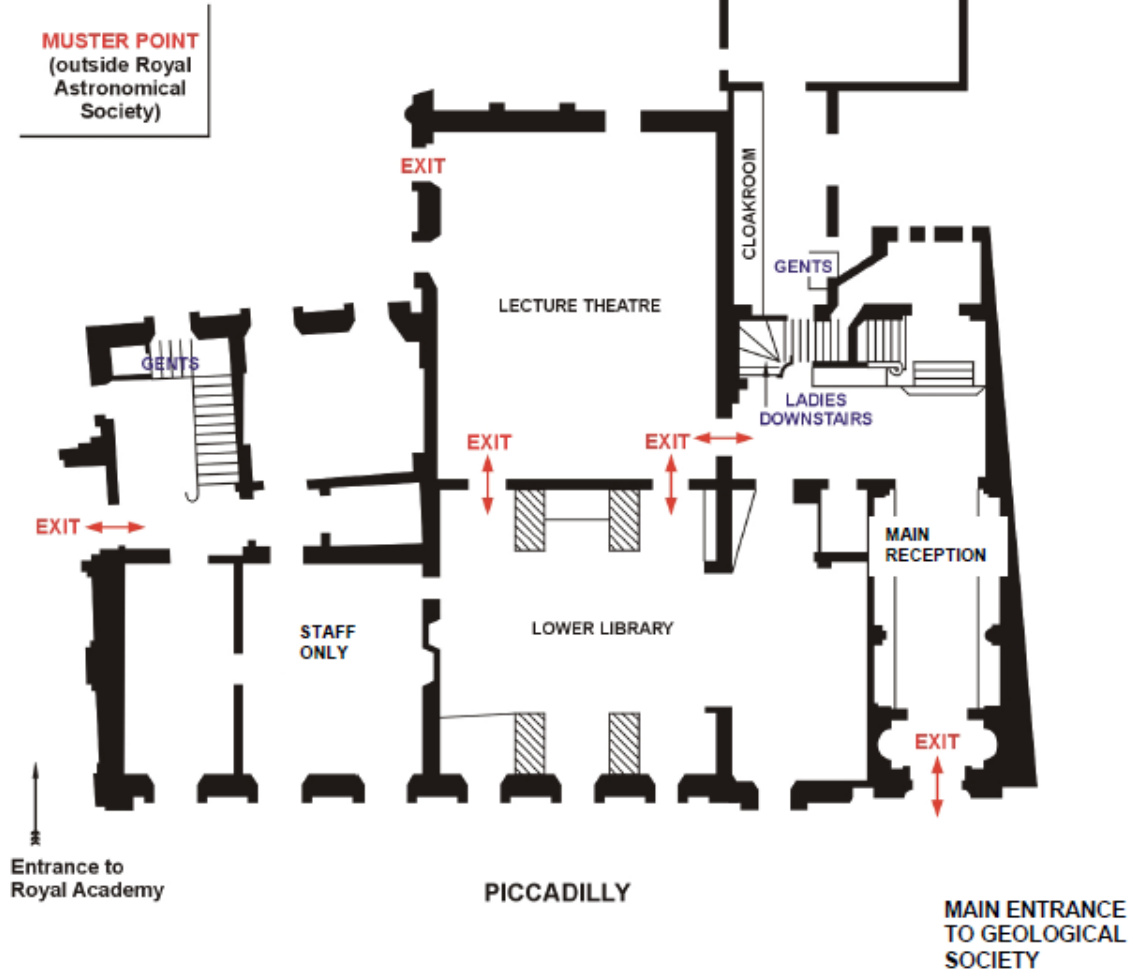 MUSTER POINT
(outside Royal
Astronomical
Society)
EXIT
CLOAKROOM
GENTS
LECTURE THEATRE
GENTS
LADIES
DOWNSTAIRS
EXIT
EXIT
EXIT
MAIN
RECEPTION
STAFF
ONLY
LOWER LIBRARY
EXIT
Entrance to
Royal Academy
PICCADILLY
MAIN ENTRANCE
TO GEOLOGICAL
SOCIETY